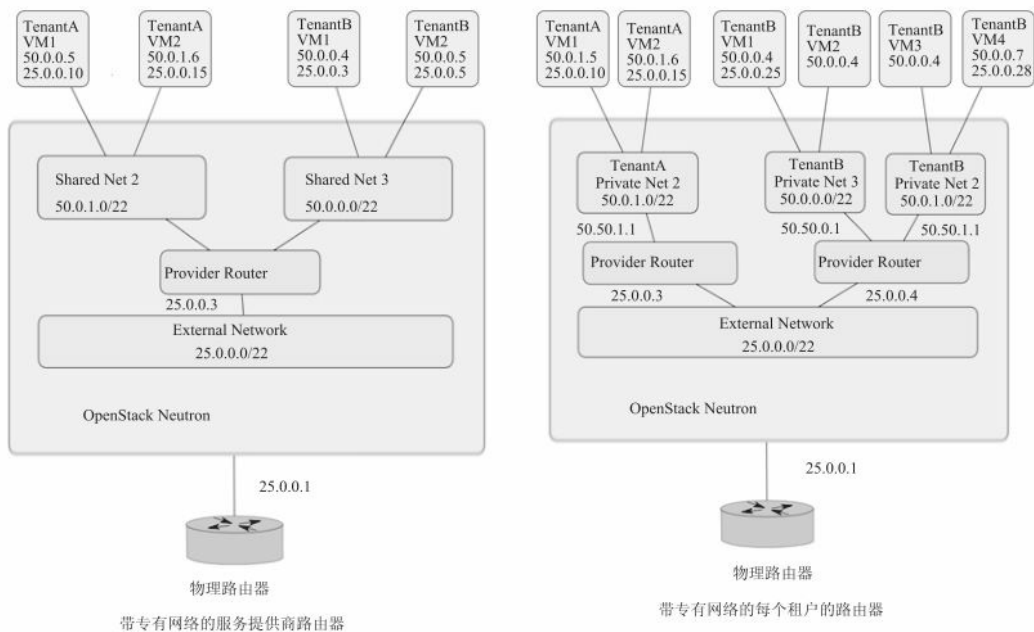 TenantA
VM1
50.0.0.5
25.0.0.10
TenantA
VM2
50.0.1.6
25.0.0.15
TenantB
VM1
50.0.0.4
25.0.0.3
TenantB
VM2
50.0.0.5
25.0.0.5
Shared Net 2
50.0.1.0/22
Shared Net 3
50.0.0.0/22
Provider Router
25.0.0.3
External Network
25.0.0.0/22
OpenStack Neutron
25.0.0.1
物理路由器
带专有网络的服务提供商路由器
TenantA
VM1
50.0.1.5
25.0.0.10
TenantA
VM2
50.0.1.6
25.0.0.15
TenantB
VM1
50.0.0.4
25.0.0.25
TenantB
VM2
50.0.0.4
TenantB
VM3
50.0.0.4
TenantB
VM4
50.0.0.7
25.0.0.28
TenantA
Private Net 2
50.0.1.0/22
TenantB
Private Net 3
50.0.0.0/22
TenantB
Private Net 2
50.0.1.0/22
50.50.1.1
50.50.0.1
50.50.1.1
Provider Router
Provider Router
25.0.0.3
25.0.0.4
External Network
25.0.0.0/22
OpenStack Neutron
25.0.0.1
物理路由器
带专有网络的每个租户的路由器